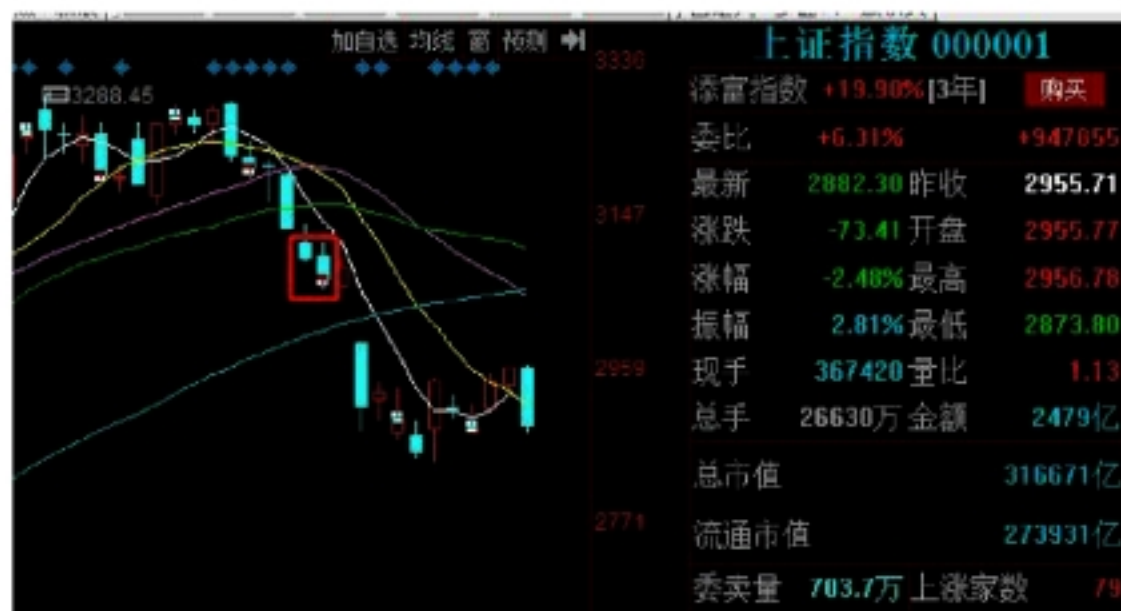 加自选 均线 窗 预测
3336
3288.45
3147
2959
2771
上证指数 000001
添富指数 +19.90% [3年] 购买
委比 +6.31% +947855
最新 2882.30 昨收 2955.71
涨跌 -73.41 开盘 2955.77
涨幅 -2.48% 最高 2956.78
振幅 2.81% 最低 2873.80
现手 367420 量比 1.13
总手 26630万 金额 2479亿
总市值 316671亿
流通市值 273931亿
委卖量 703.7万 上涨家数 79